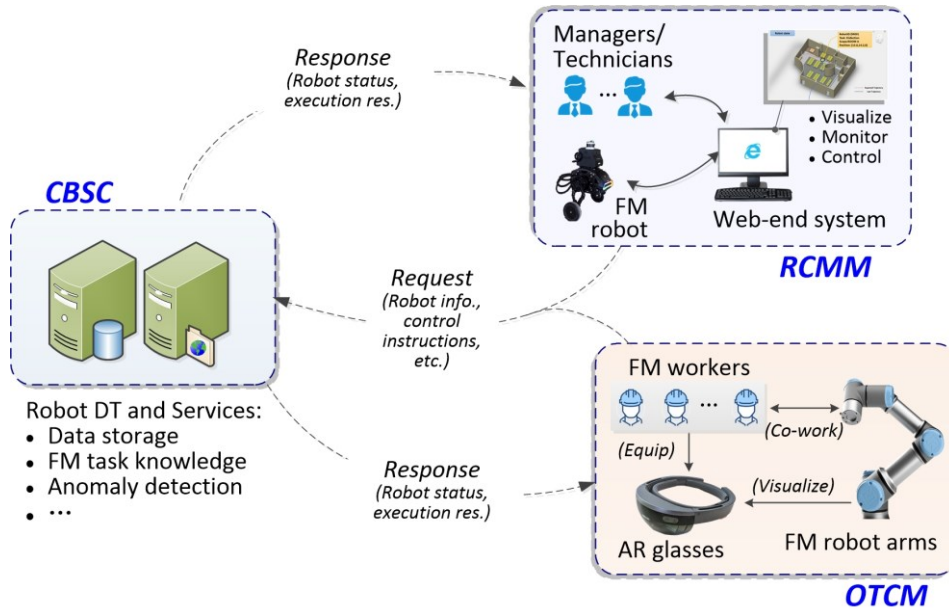 Response
(Robot status,
execution res.)
Managers/
Technicians
...
• Visualize
• Monitor
• Control
FM
robot
Web-end system
RCMM
CBSC
Request
(Robot info.,
control
instructions,
etc.)
Robot DT and Services:
• Data storage
• FM task knowledge
• Anomaly detection
• ...
Response
(Robot status,
execution res.)
FM workers
...
(Equip)
(Co-work)
(Visualize)
AR glasses
FM robot arms
OTCM